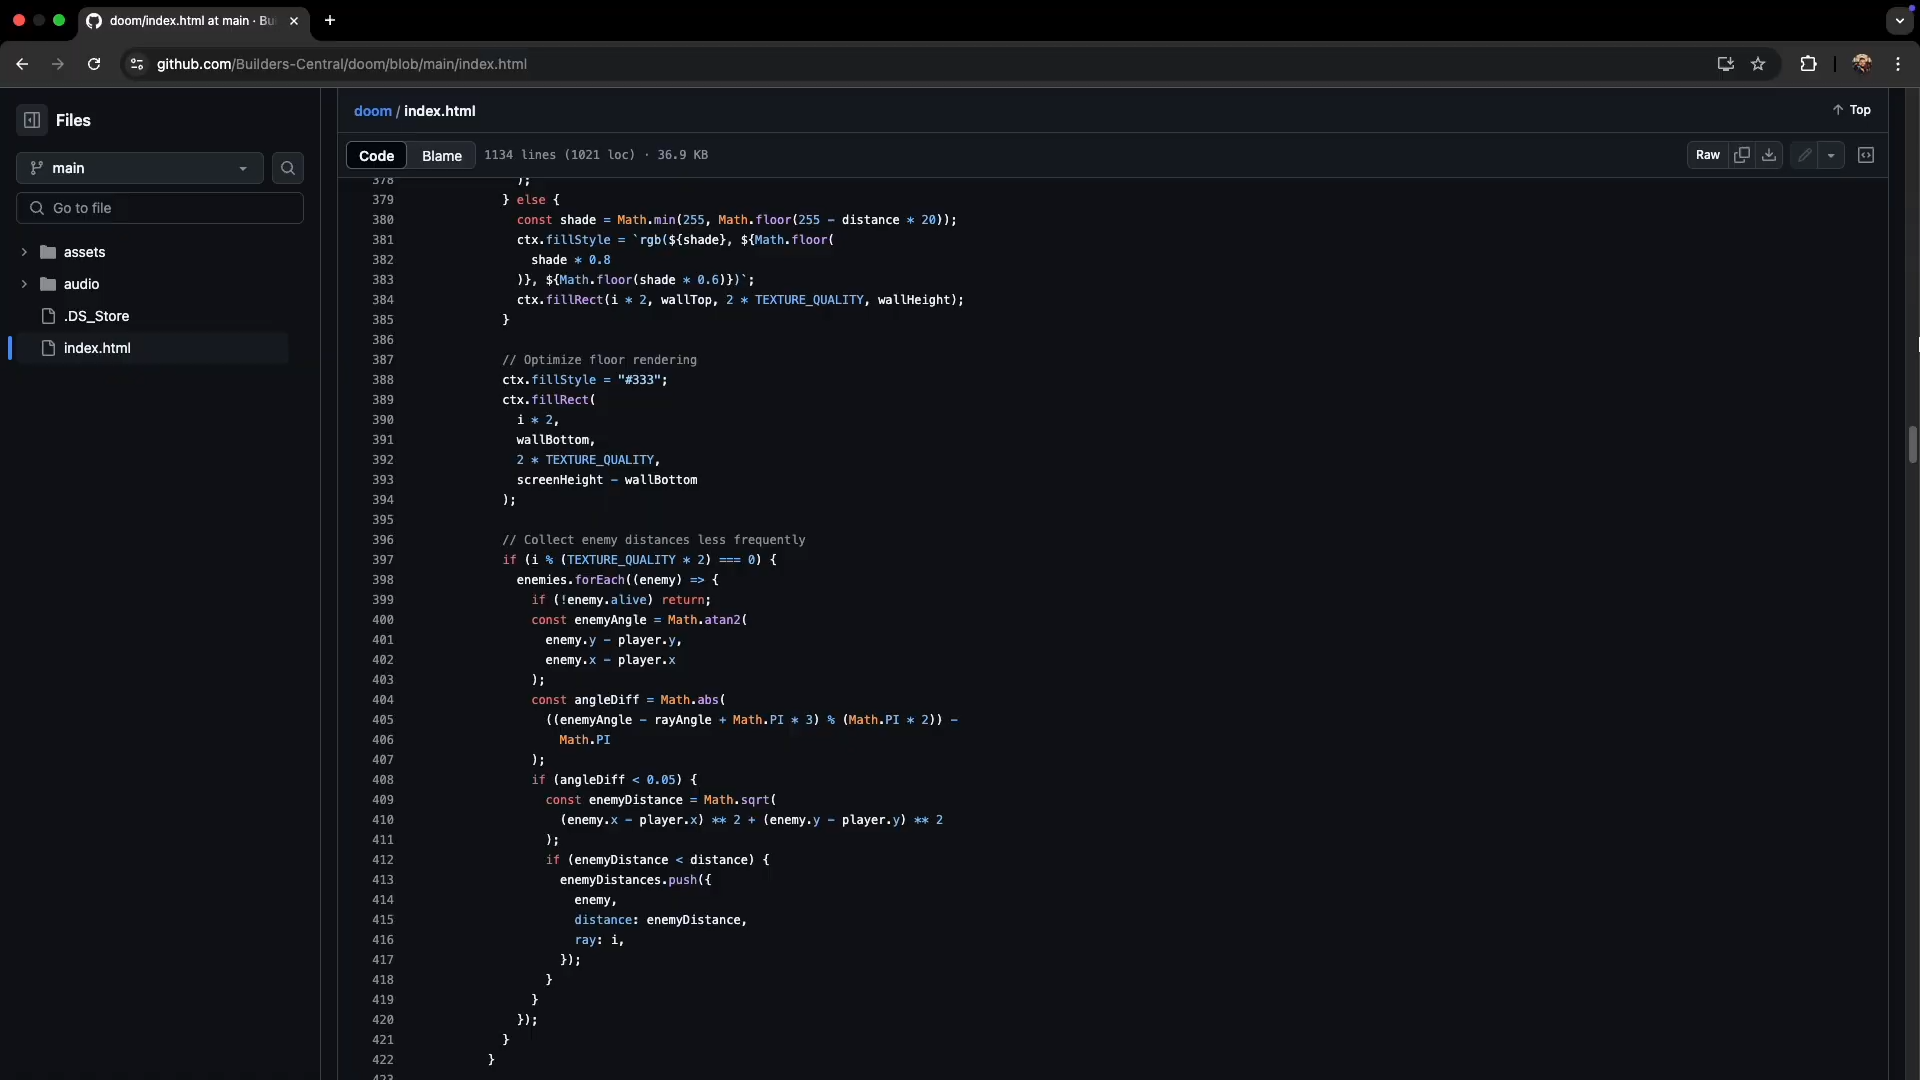 doom/index.html at main · Bu
github.com/Builders-Central/doom/blob/main/index.html
Files
main
Go to file
assets
audio
.DS_Store
index.html
doom / index.html
Top
Code
Blame
1134 lines (1021 loc) · 36.9 KB
Raw
378 );
379 } else {
380 const shade = Math.min(255, Math.floor(255 - distance * 20));
381 ctx.fillStyle = `rgb(${shade}, ${Math.floor(
382 shade * 0.8
383 )}, ${Math.floor(shade * 0.6)})`;
384 ctx.fillRect(i * 2, wallTop, 2 * TEXTURE_QUALITY, wallHeight);
385 }
386
387 // Optimize floor rendering
388 ctx.fillStyle = "#333";
389 ctx.fillRect(
390 i * 2,
391 wallBottom,
392 2 * TEXTURE_QUALITY,
393 screenHeight - wallBottom
394 );
395
396 // Collect enemy distances less frequently
397 if (i % (TEXTURE_QUALITY * 2) === 0) {
398 enemies.forEach((enemy) => {
399 if (!enemy.alive) return;
400 const enemyAngle = Math.atan2(
401 enemy.y - player.y,
402 enemy.x - player.x
403 );
404 const angleDiff = Math.abs(
405 ((enemyAngle - rayAngle + Math.PI * 3) % (Math.PI * 2)) -
406 Math.PI
407 );
408 if (angleDiff < 0.05) {
409 const enemyDistance = Math.sqrt(
410 (enemy.x - player.x) ** 2 + (enemy.y - player.y) ** 2
411 );
412 if (enemyDistance < distance) {
413 enemyDistances.push({
414 enemy,
415 distance: enemyDistance,
416 ray: i,
417 });
418 }
419 }
420 });
421 }
422 }
423